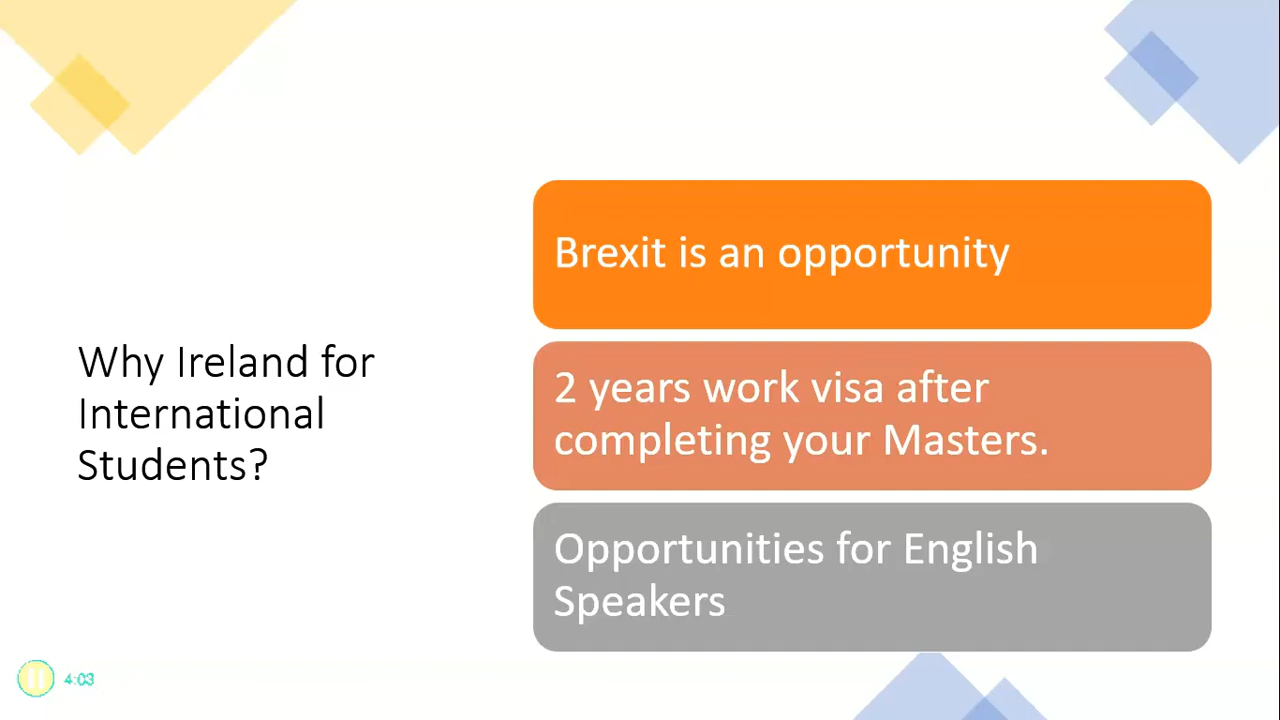 Why Ireland for
International
Students?
Brexit is an opportunity
2 years work visa after
completing your Masters.
Opportunities for English
Speakers
4:03